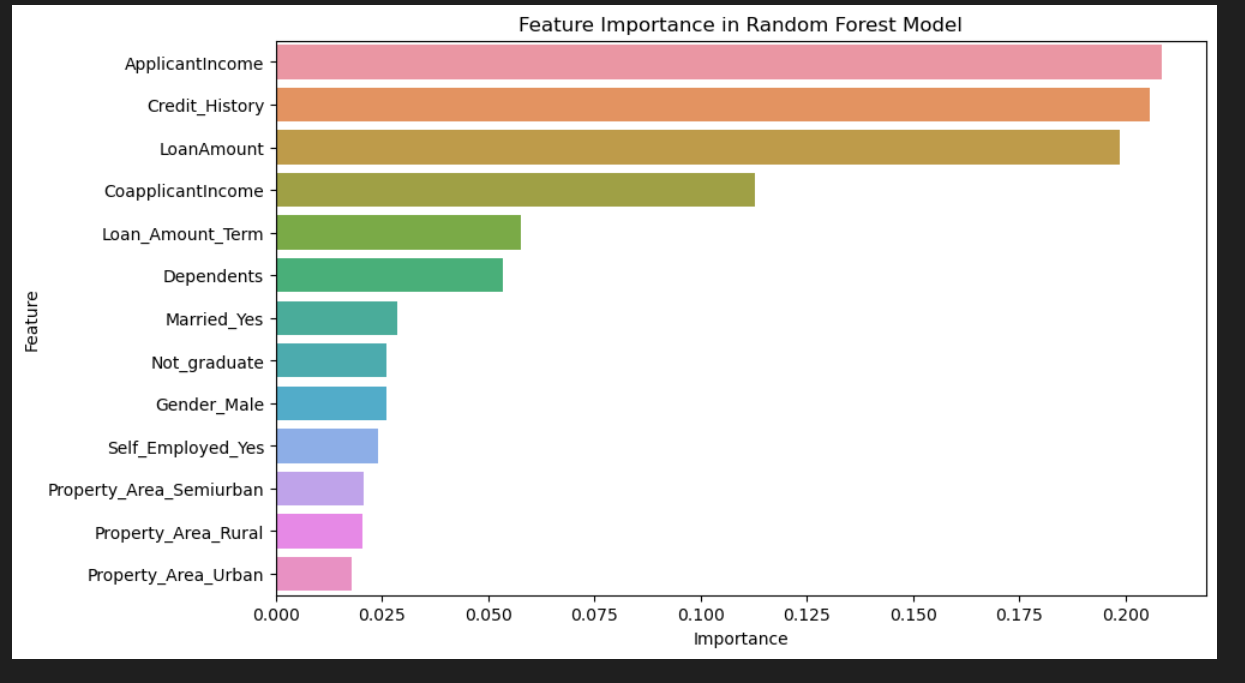 Feature Importance in Random Forest Model
ApplicantIncome
Credit_History
LoanAmount
CoapplicantIncome
Loan_Amount_Term
Dependents
Married_Yes
Not_graduate
Gender_Male
Self_Employed_Yes
Property_Area_Semiurban
Property_Area_Rural
Property_Area_Urban
Feature
0.000 0.025 0.050 0.075 0.100 0.125 0.150 0.175 0.200
Importance